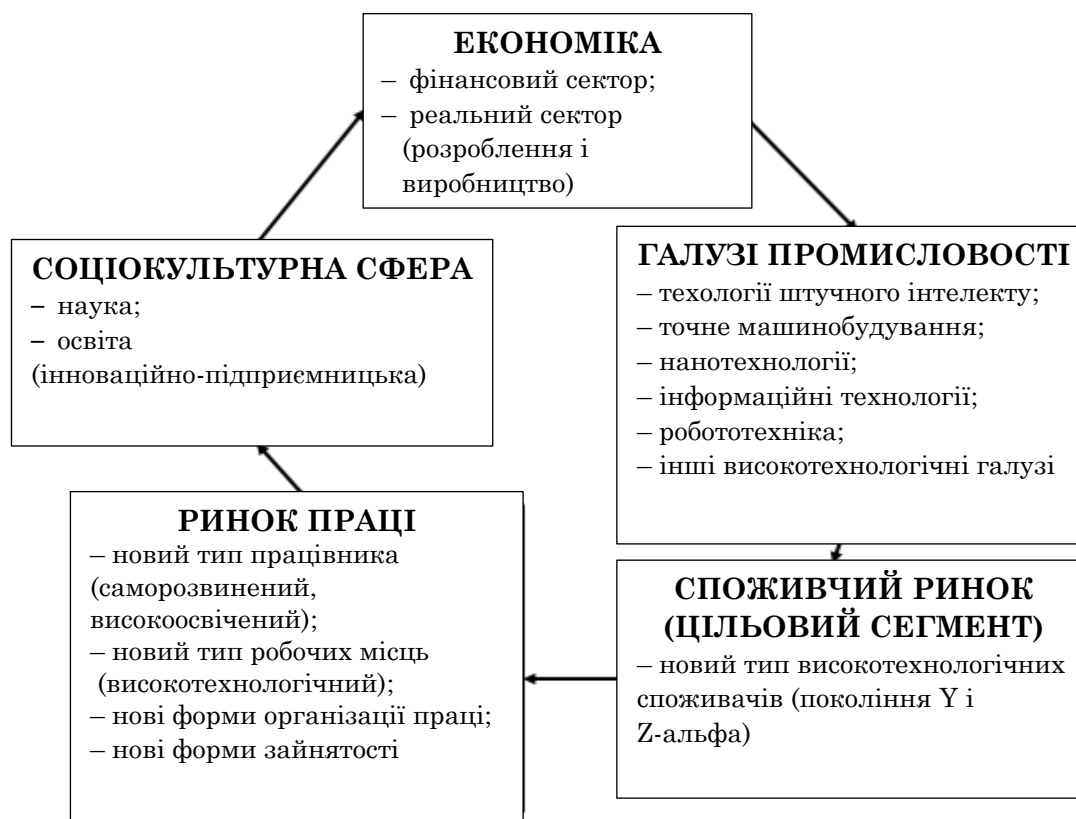 ЕКОНОМІКА
– фінансовий сектор;
– реальний сектор
(розроблення і
виробництво)
ГАЛУЗІ ПРОМИСЛОВОСТІ
– техології штучного інтелекту;
– точне машинобудування;
– нанотехнології;
– інформаційні технології;
– робототехніка;
– інші високотехнологічні галузі
СПОЖИВЧИЙ РИНОК
(ЦІЛЬОВИЙ СЕГМЕНТ)
– новий тип високотехнологічних
споживачів (покоління Y і
Z-альфа)
РИНОК ПРАЦІ
– новий тип працівника
(саморозвинений,
високоосвічений);
– новий тип робочих місць
(високотехнологічний);
– нові форми організації праці;
– нові форми зайнятості
СОЦІОКУЛЬТУРНА СФЕРА
– наука;
– освіта
(інноваційно-підприємницька)